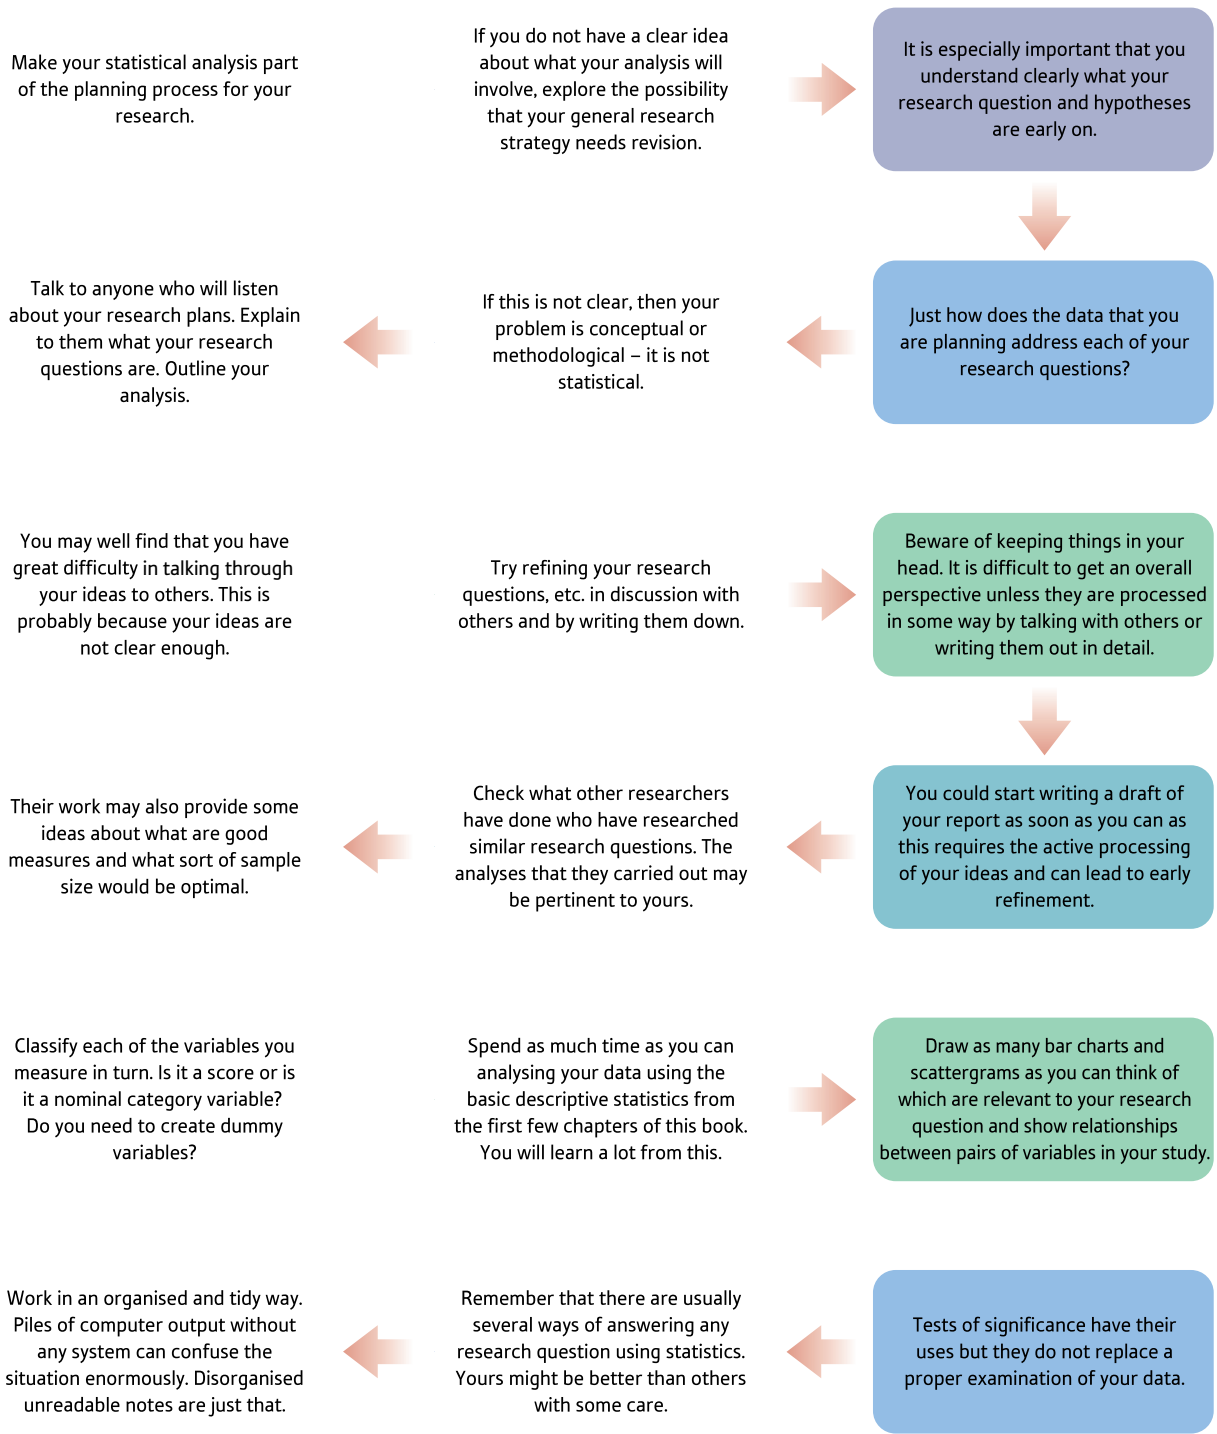 Make your statistical analysis part
of the planning process for your
research.
If you do not have a clear idea
about what your analysis will
involve, explore the possibility
that your general research
strategy needs revision.
It is especially important that you
understand clearly what your
research question and hypotheses
are early on.
Just how does the data that you
are planning address each of your
research questions?
If this is not clear, then your
problem is conceptual or
methodological – it is not
statistical.
Talk to anyone who will listen
about your research plans. Explain
to them what your research
questions are. Outline your
analysis.
You may well find that you have
great difficulty in talking through
your ideas to others. This is
probably because your ideas are
not clear enough.
Try refining your research
questions, etc. in discussion with
others and by writing them down.
Beware of keeping things in your
head. It is difficult to get an overall
perspective unless they are processed
in some way by talking with others or
writing them out in detail.
You could start writing a draft of
your report as soon as you can as
this requires the active processing
of your ideas and can lead to early
refinement.
Check what other researchers
have done who have researched
similar research questions. The
analyses that they carried out may
be pertinent to yours.
Their work may also provide some
ideas about what are good
measures and what sort of sample
size would be optimal.
Classify each of the variables you
measure in turn. Is it a score or is
it a nominal category variable?
Do you need to create dummy
variables?
Spend as much time as you can
analysing your data using the
basic descriptive statistics from
the first few chapters of this book.
You will learn a lot from this.
Draw as many bar charts and
scattergrams as you can think of
which are relevant to your research
question and show relationships
between pairs of variables in your study.
Tests of significance have their
uses but they do not replace a
proper examination of your data.
Remember that there are usually
several ways of answering any
research question using statistics.
Yours might be better than others
with some care.
Work in an organised and tidy way.
Piles of computer output without
any system can confuse the
situation enormously. Disorganised
unreadable notes are just that.